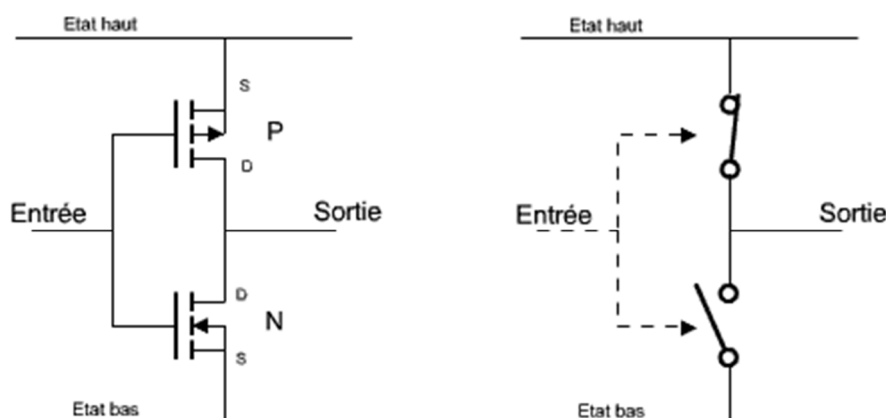 Etat haut
S
P
D
Entrée
Sortie
D
N
S
Etat bas
Etat haut
Entrée
Sortie
Etat bas